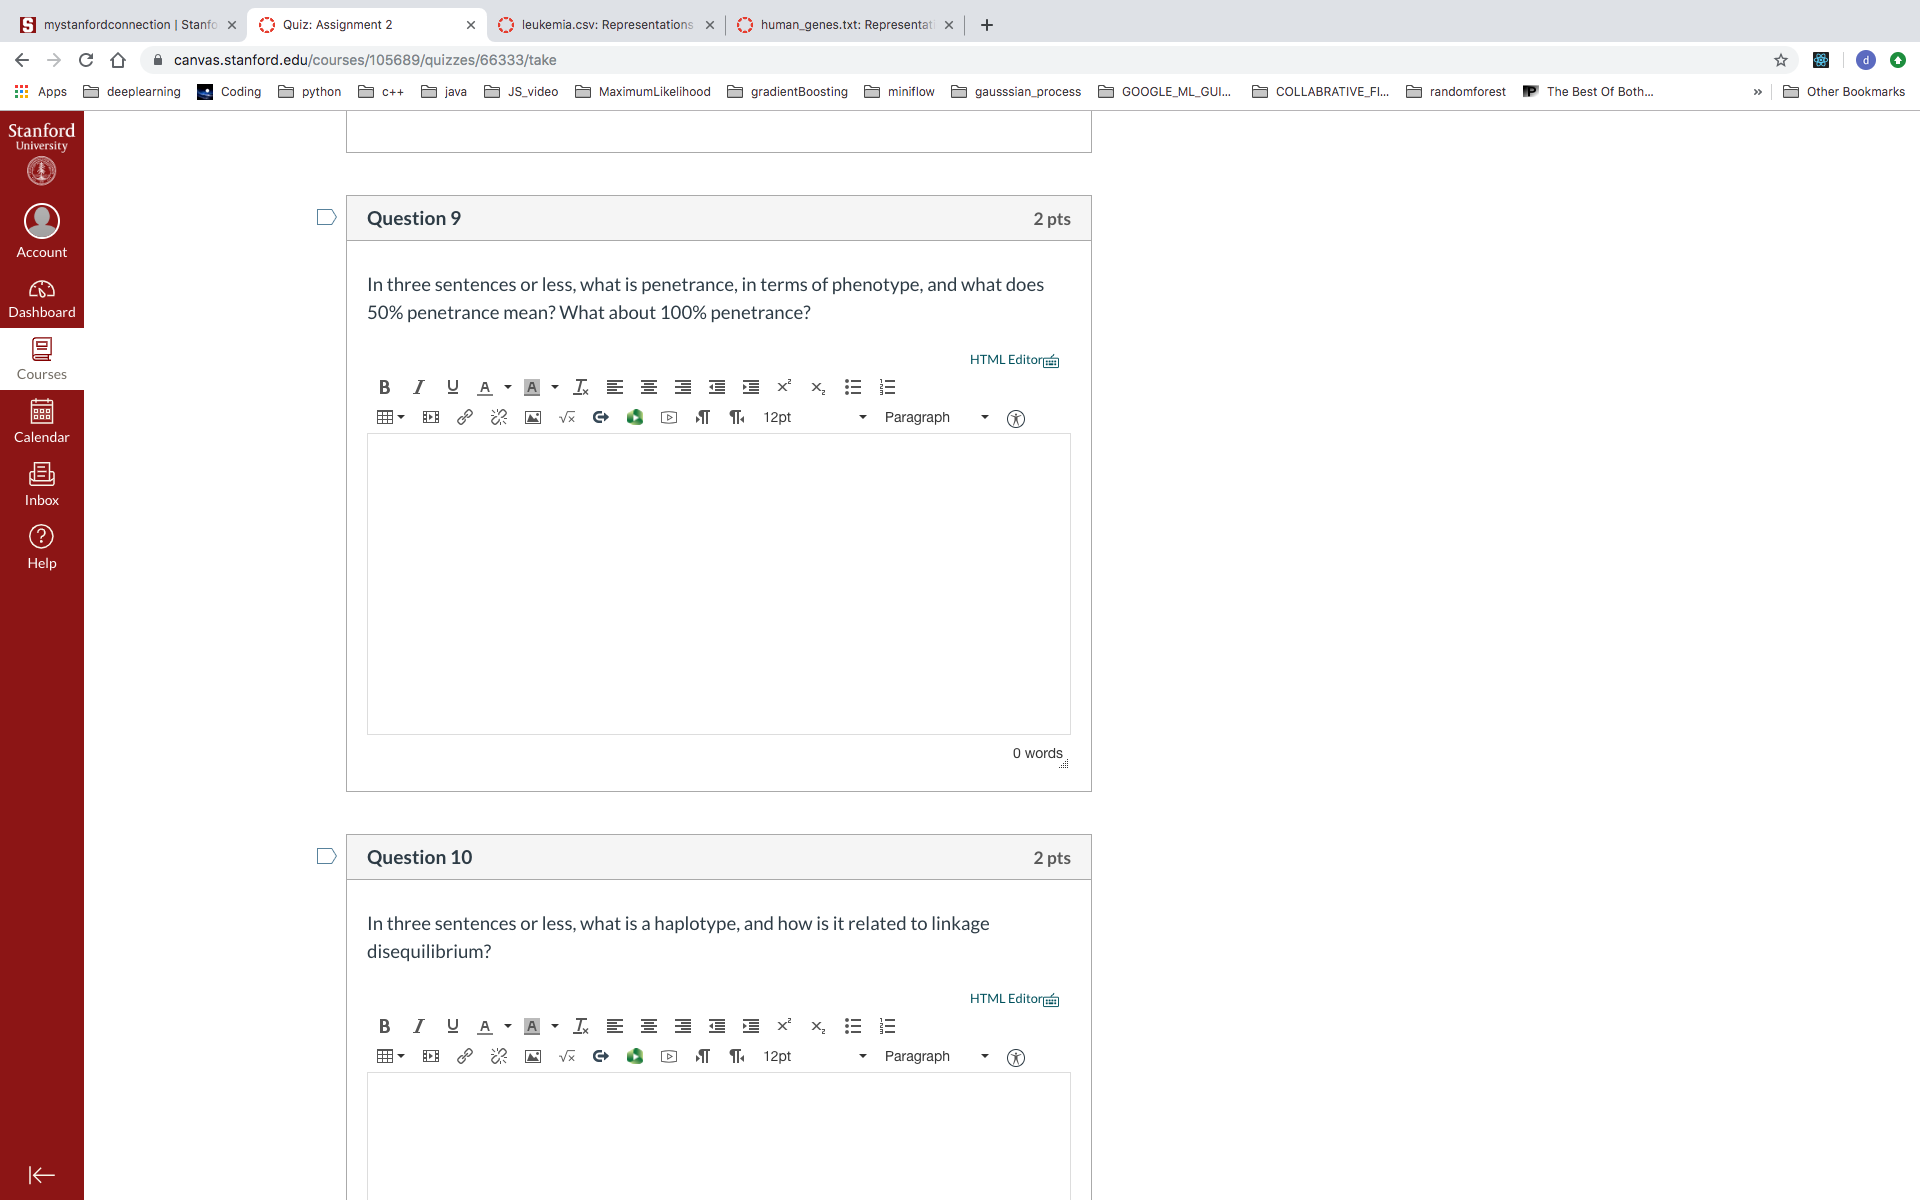 mystanfordconnection | Stanfo
Quiz: Assignment 2
leukemia.csv: Representations
human_genes.txt: Representati
canvas.stanford.edu/courses/105689/quizzes/66333/take
d
Apps
deeplearning
Coding
python
c++
java
JS_video
MaximumLikelihood
gradientBoosting
miniflow
gausssian_process
GOOGLE_ML_GUI...
COLLABRATIVE_FI...
randomforest
The Best Of Both...
»
Other Bookmarks
Stanford
University
Account
Dashboard
Courses
Calendar
Inbox
Help
Question 9
2 pts
In three sentences or less, what is penetrance, in terms of phenotype, and what does
50% penetrance mean? What about 100% penetrance?
HTML Editor
12pt
Paragraph
0 words
Question 10
2 pts
In three sentences or less, what is a haplotype, and how is it related to linkage
disequilibrium?
HTML Editor
12pt
Paragraph